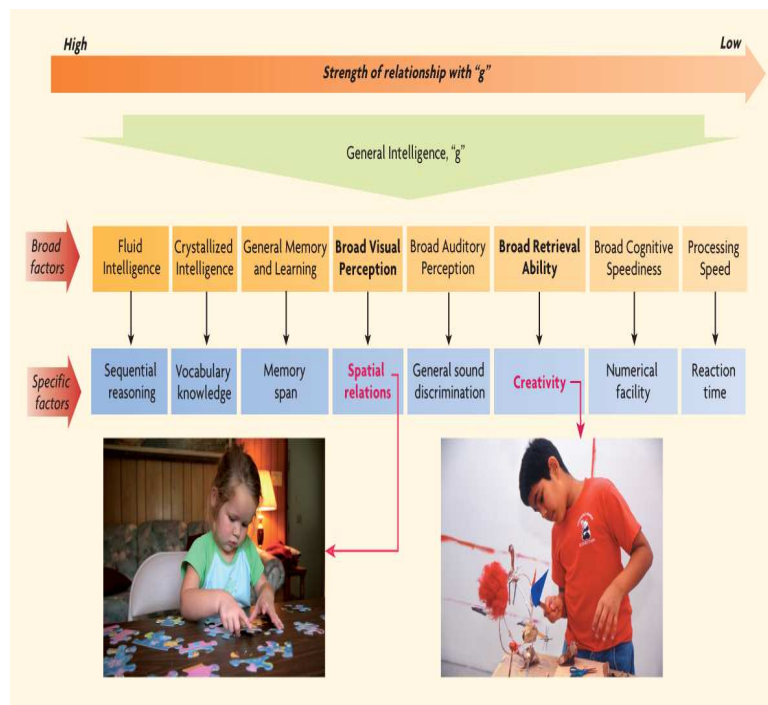 High
Low
Strength of relationship with “g”
General Intelligence, “g”
Broad
factors
Fluid
Intelligence
Crystallized
Intelligence
General Memory
and Learning
Broad Visual
Perception
Broad Auditory
Perception
Broad Retrieval
Ability
Broad Cognitive
Speediness
Processing
Speed
Specific
factors
Sequential
reasoning
Vocabulary
knowledge
Memory
span
Spatial
relations
General sound
discrimination
Creativity
Numerical
facility
Reaction
time